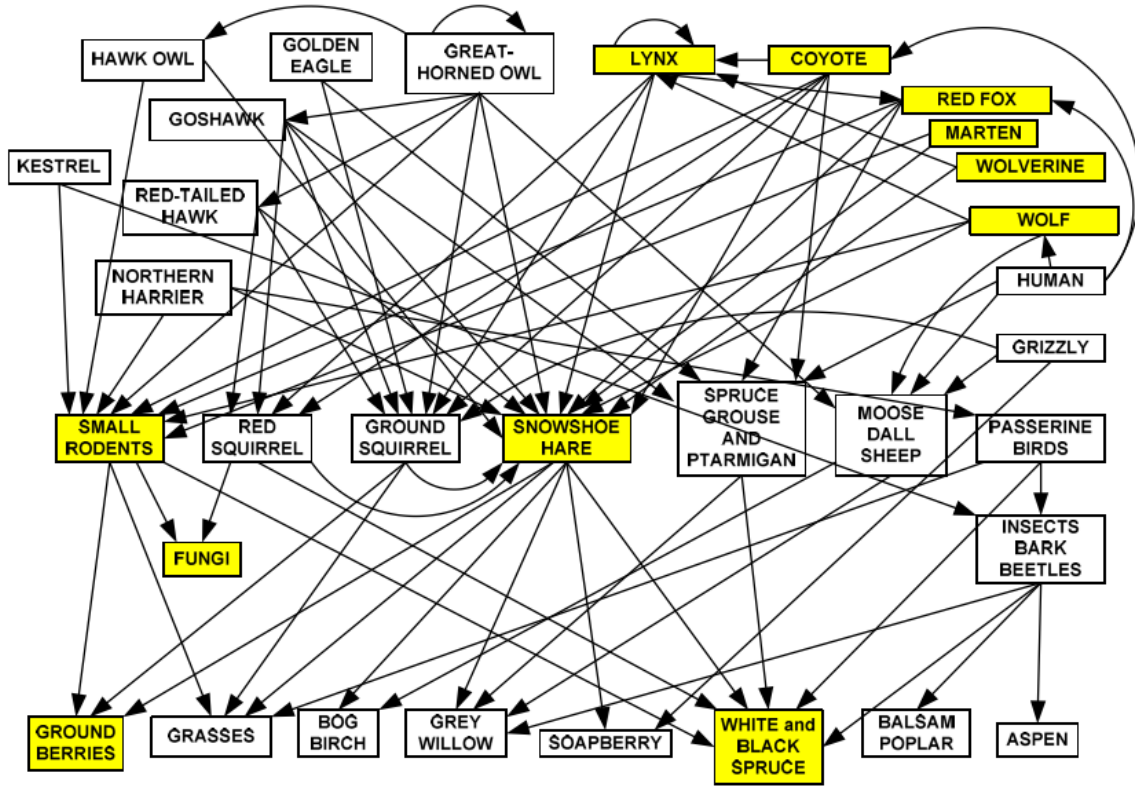 HAWK OWL
GOLDEN
EAGLE
GREAT-
HORNED OWL
LYNX
COYOTE
RED FOX
GOSHAWK
MARTEN
KESTREL
WOLVERINE
RED-TAILED
HAWK
WOLF
NORTHERN
HARRIER
HUMAN
GRIZZLY
SMALL
RODENTS
RED
SQUIRREL
GROUND
SQUIRREL
SNOWSHOE
HARE
SPRUCE
GROUSE
AND
PTARMIGAN
MOOSE
DALL
SHEEP
PASSERINE
BIRDS
FUNGI
INSECTS
BARK
BEETLES
GROUND
BERRIES
GRASSES
BOG
BIRCH
GREY
WILLOW
SOAPBERRY
WHITE and
BLACK
SPRUCE
BALSAM
POPLAR
ASPEN